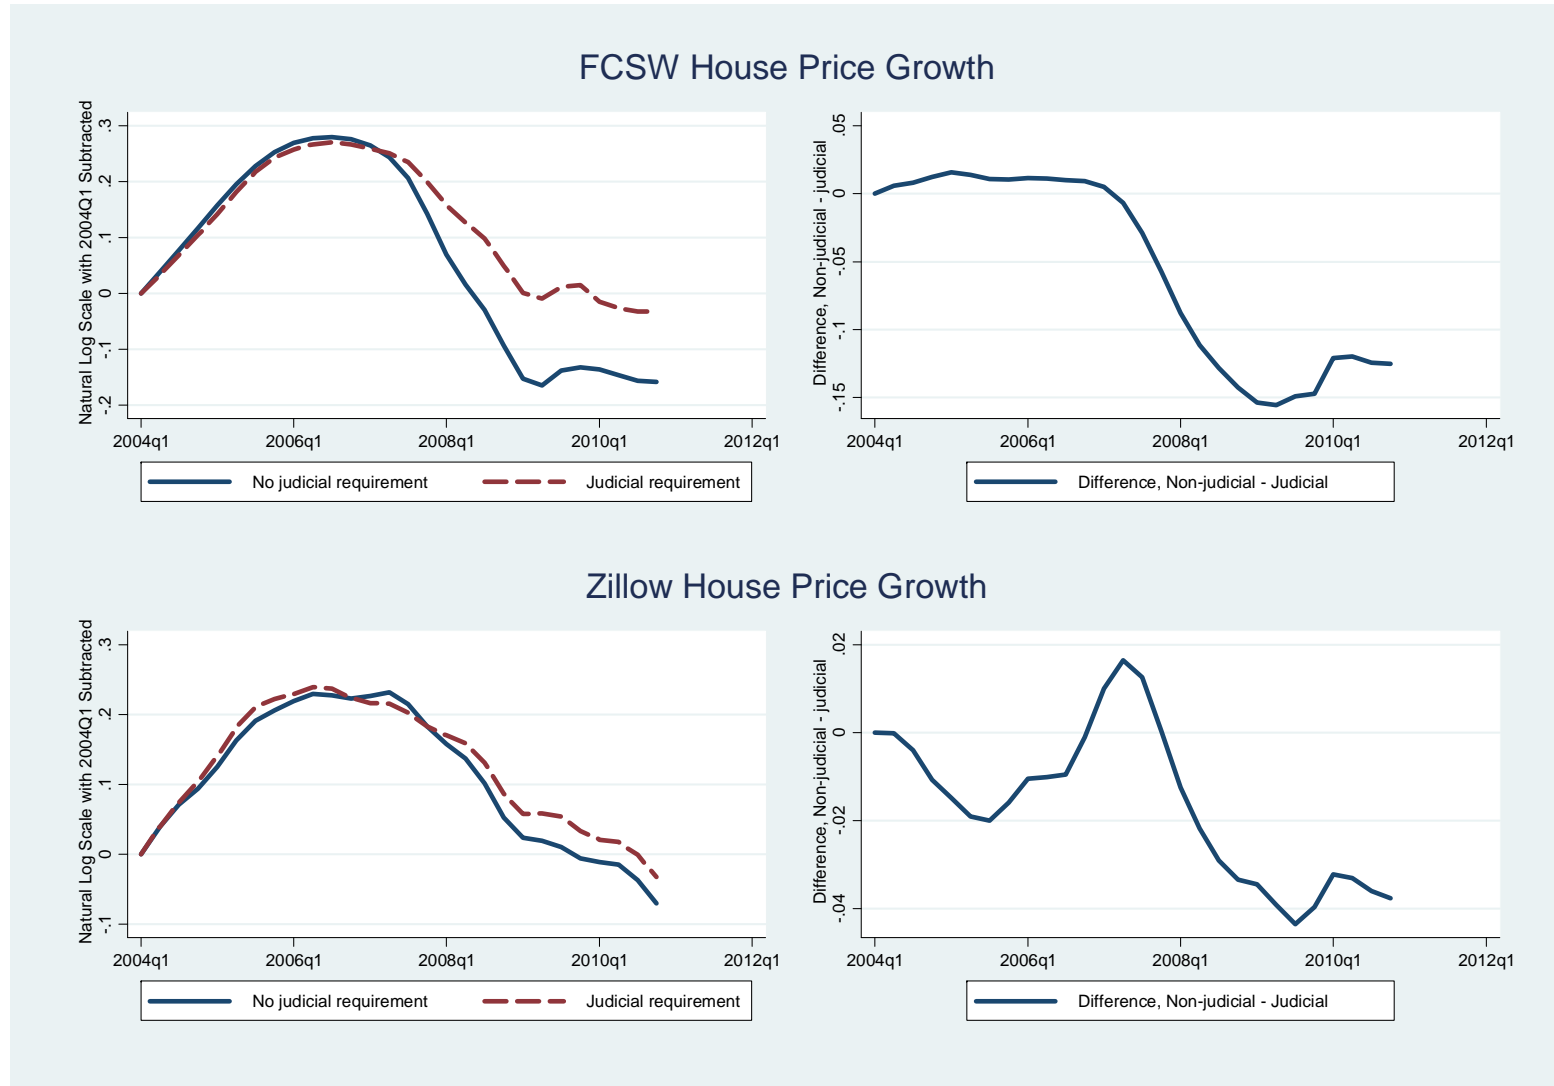 FCSW House Price Growth
Natural Log Scale with 2004Q1 Subtracted
.3
.2
.1
0
-.1
-.2
2004q1 2006q1 2008q1 2010q1 2012q1
No judicial requirement Judicial requirement
Difference, Non-judicial - judicial
.05
0
-.05
-.1
-.15
2004q1 2006q1 2008q1 2010q1 2012q1
Difference, Non-judicial - Judicial
Zillow House Price Growth
Natural Log Scale with 2004Q1 Subtracted
.3
.2
.1
0
-.1
2004q1 2006q1 2008q1 2010q1 2012q1
No judicial requirement Judicial requirement
Difference, Non-judicial - judicial
.02
0
-.02
-.04
2004q1 2006q1 2008q1 2010q1 2012q1
Difference, Non-judicial - Judicial